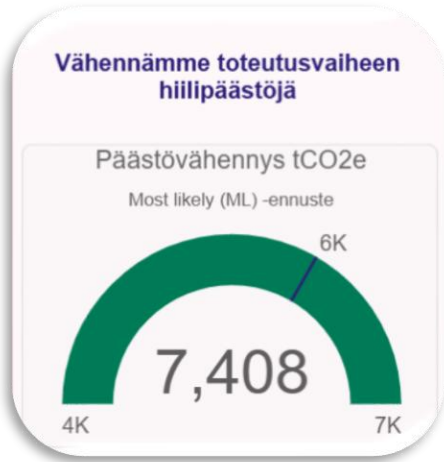 Vähennämme toteutusvaiheen
hiilipäästöjä
Päästövähennys tCO2e
Most likely (ML) -ennuste
6K
7,408
4K
7K